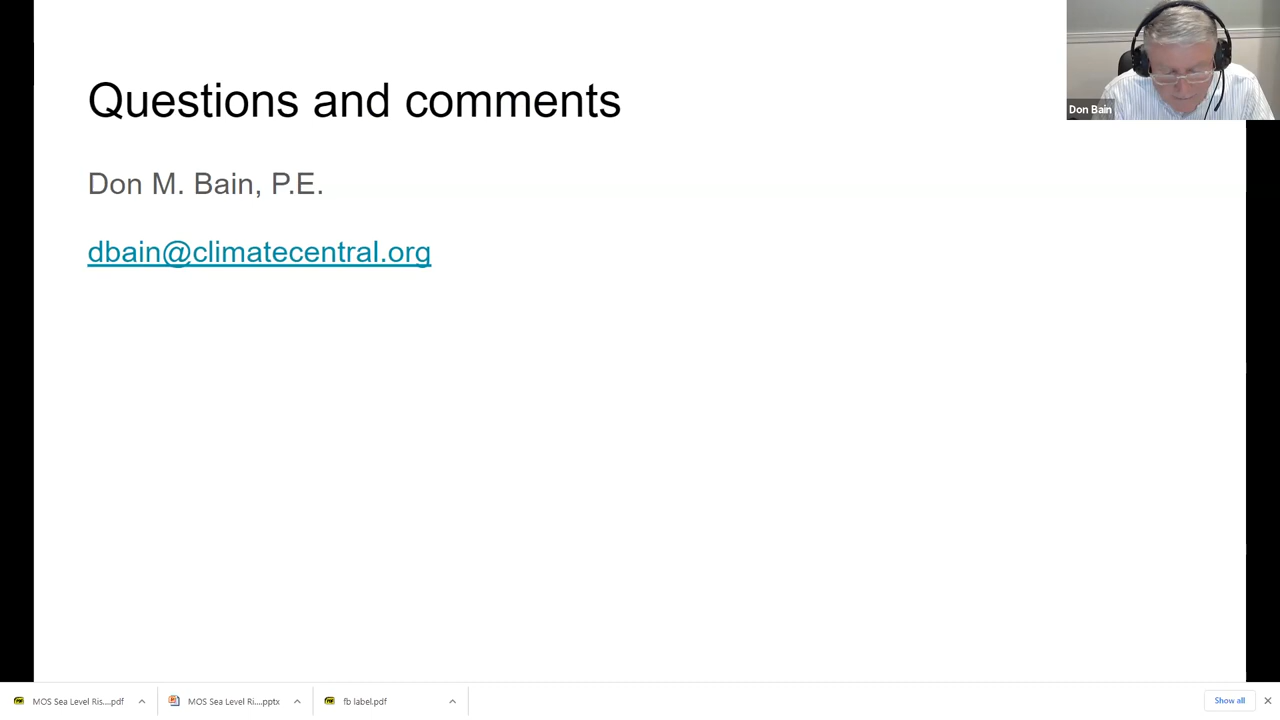 Questions and comments
Don Bain
Don M. Bain, P.E.
dbain@climatecentral.org
MOS Sea Level Ris....pdf
MOS Sea Level Ri....pptx
fb label.pdf
Show all